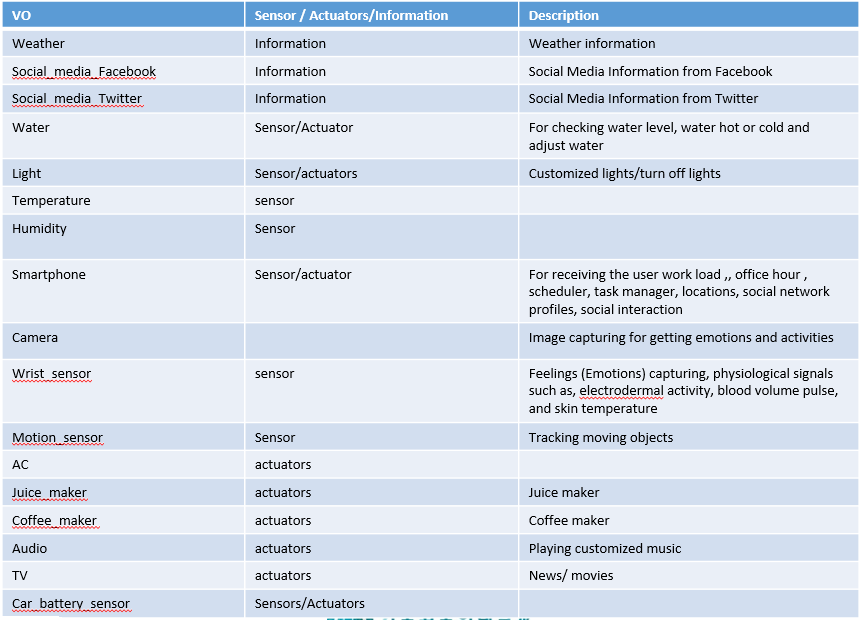 VO Sensor / Actuators/Information Description
Weather Information Weather information
Social_media_Facebook Information Social Media Information from Facebook
Social_media_Twitter Information Social Media Information from Twitter
Water Sensor/Actuator For checking water level, water hot or cold and
adjust water
Light Sensor/actuators Customized lights/turn off lights
Temperature sensor
Humidity Sensor
Smartphone Sensor/actuator For receiving the user work load ,, office hour ,
scheduler, task manager, locations, social network
profiles, social interaction
Camera Image capturing for getting emotions and activities
Wrist_sensor sensor Feelings (Emotions) capturing, physiological signals
such as, electrodermal activity, blood volume pulse,
and skin temperature
Motion_sensor Sensor Tracking moving objects
AC actuators
Juice_maker actuators Juice maker
Coffee_maker actuators Coffee maker
Audio actuators Playing customized music
TV actuators News/ movies
Car_battery_sensor Sensors/Actuators